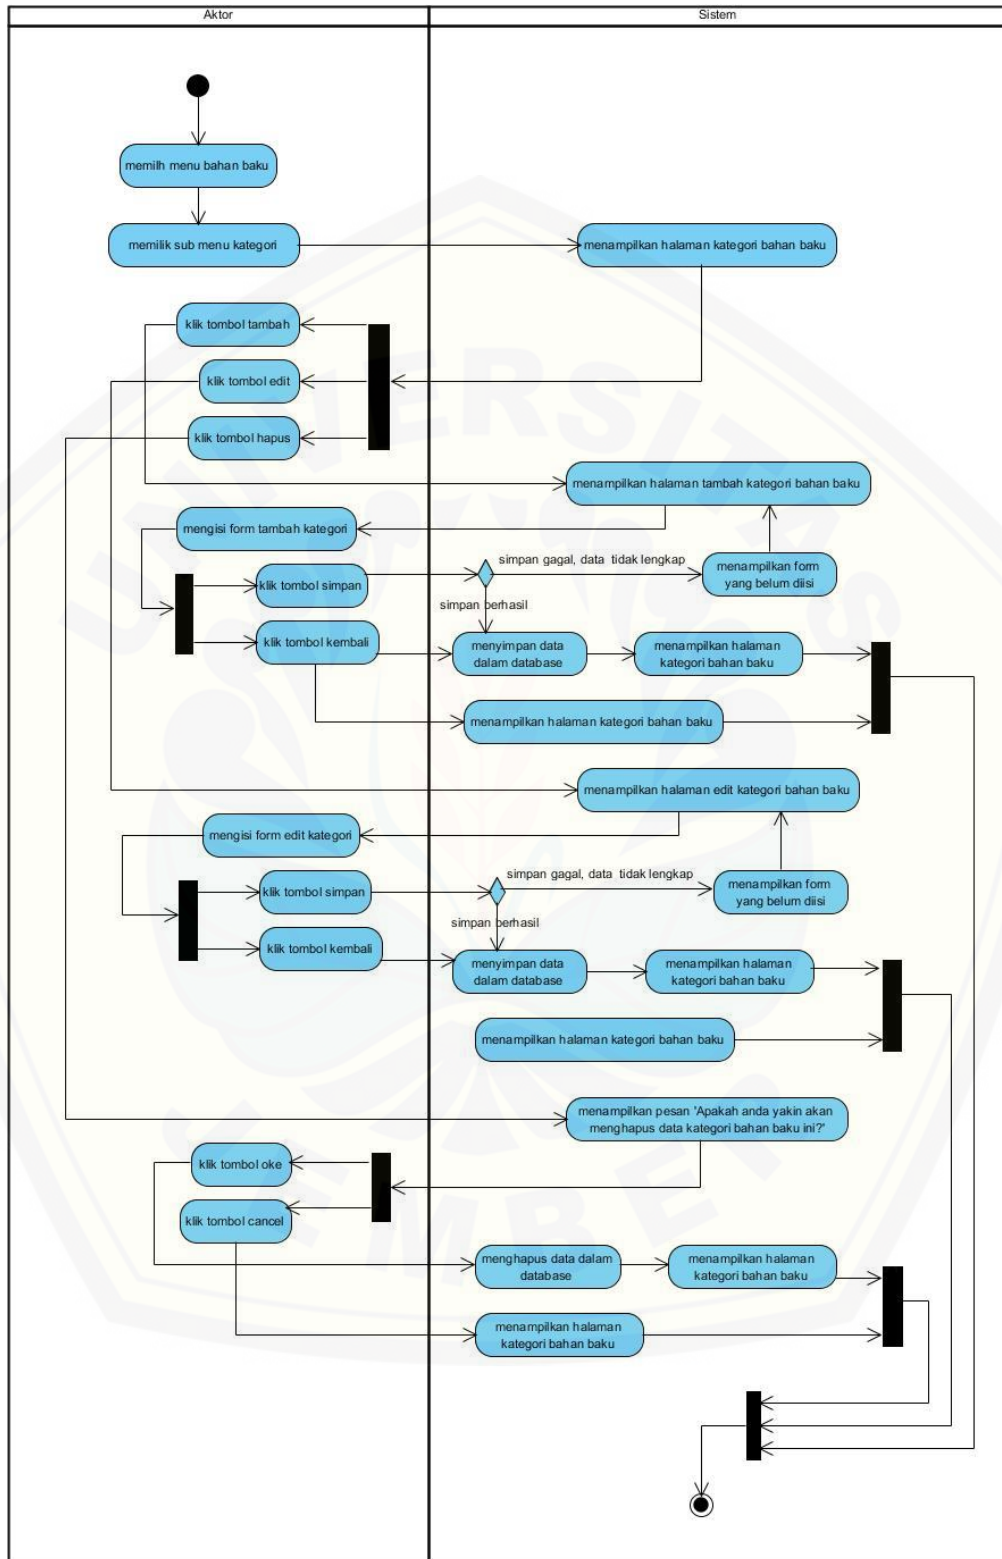 Aktor
Sistem
memilh menu bahan baku
memilik sub menu kategori
menampilkan halaman kategori bahan baku
klik tombol tambah
klik tombol edit
klik tombol hapus
menampilkan halaman tambah kategori bahan baku
mengisi form tambah kategori
simpan gagal, data tidak lengkap
menampilkan form
yang belum diisi
klik tombol simpan
simpan berhasil
klik tombol kembali
menyimpan data
dalam database
menampilkan halaman
kategori bahan baku
menampilkan halaman kategori bahan baku
menampilkan halaman edit kategori bahan baku
mengisi form edit kategori
simpan gagal, data tidak lengkap
menampilkan form
yang belum diisi
klik tombol simpan
simpan berhasil
klik tombol kembali
menyimpan data
dalam database
menampilkan halaman
kategori bahan baku
menampilkan halaman kategori bahan baku
menampilkan pesan 'Apakah anda yakin akan
menghapus data kategori bahan baku ini?'
klik tombol oke
klik tombol cancel
menghapus data dalam
database
menampilkan halaman
kategori bahan baku
menampilkan halaman
kategori bahan baku
UNIVERSITAS
JEMBER